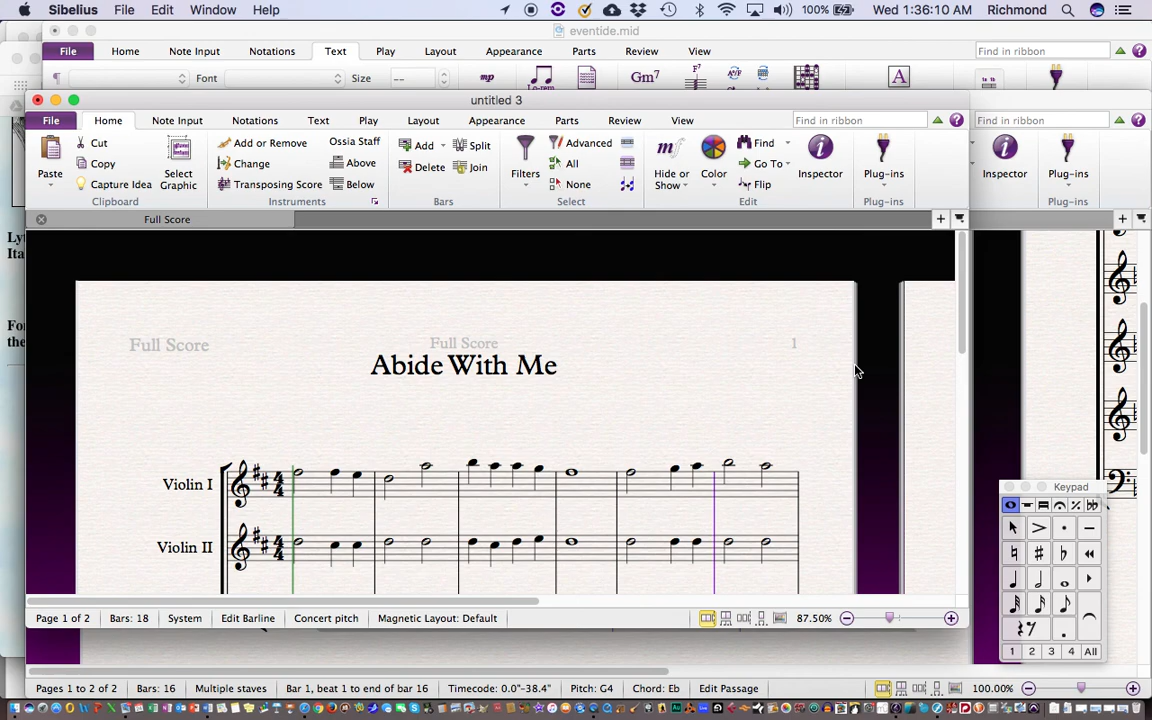 Sibelius File Edit Window Help 100% Wed 1:36:10 AM Richmond
eventide.mid
File Home Note Input Notations Text Play Layout Appearance Parts Review View Find in ribbon
Font Size -- mp Gm7
untitled 3
File Home Note Input Notations Text Play Layout Appearance Parts Review View Find in ribbon
Paste Cut Copy Capture Idea Select Graphic Add or Remove Change Transposing Score Ossia Staff Above Below Add Delete Split Join Filters Advanced All None Hide or Show Color Find Go To Flip Inspector Plug-ins Inspector Plug-ins
Clipboard Instruments Bars Select Edit Plug-ins Plug-ins
Full Score
Lyt
Ita
For
the
Full Score Full Score 1
Abide With Me
Violin I
Violin II
Keypad
1 2 3 4 All
Page 1 of 2 Bars: 18 System Edit Barline Concert pitch Magnetic Layout: Default 87.50%
Pages 1 to 2 of 2 Bars: 16 Multiple staves Bar 1, beat 1 to end of bar 16 Timecode: 0.0"-38.4" Pitch: G4 Chord: Eb Edit Passage 100.00%